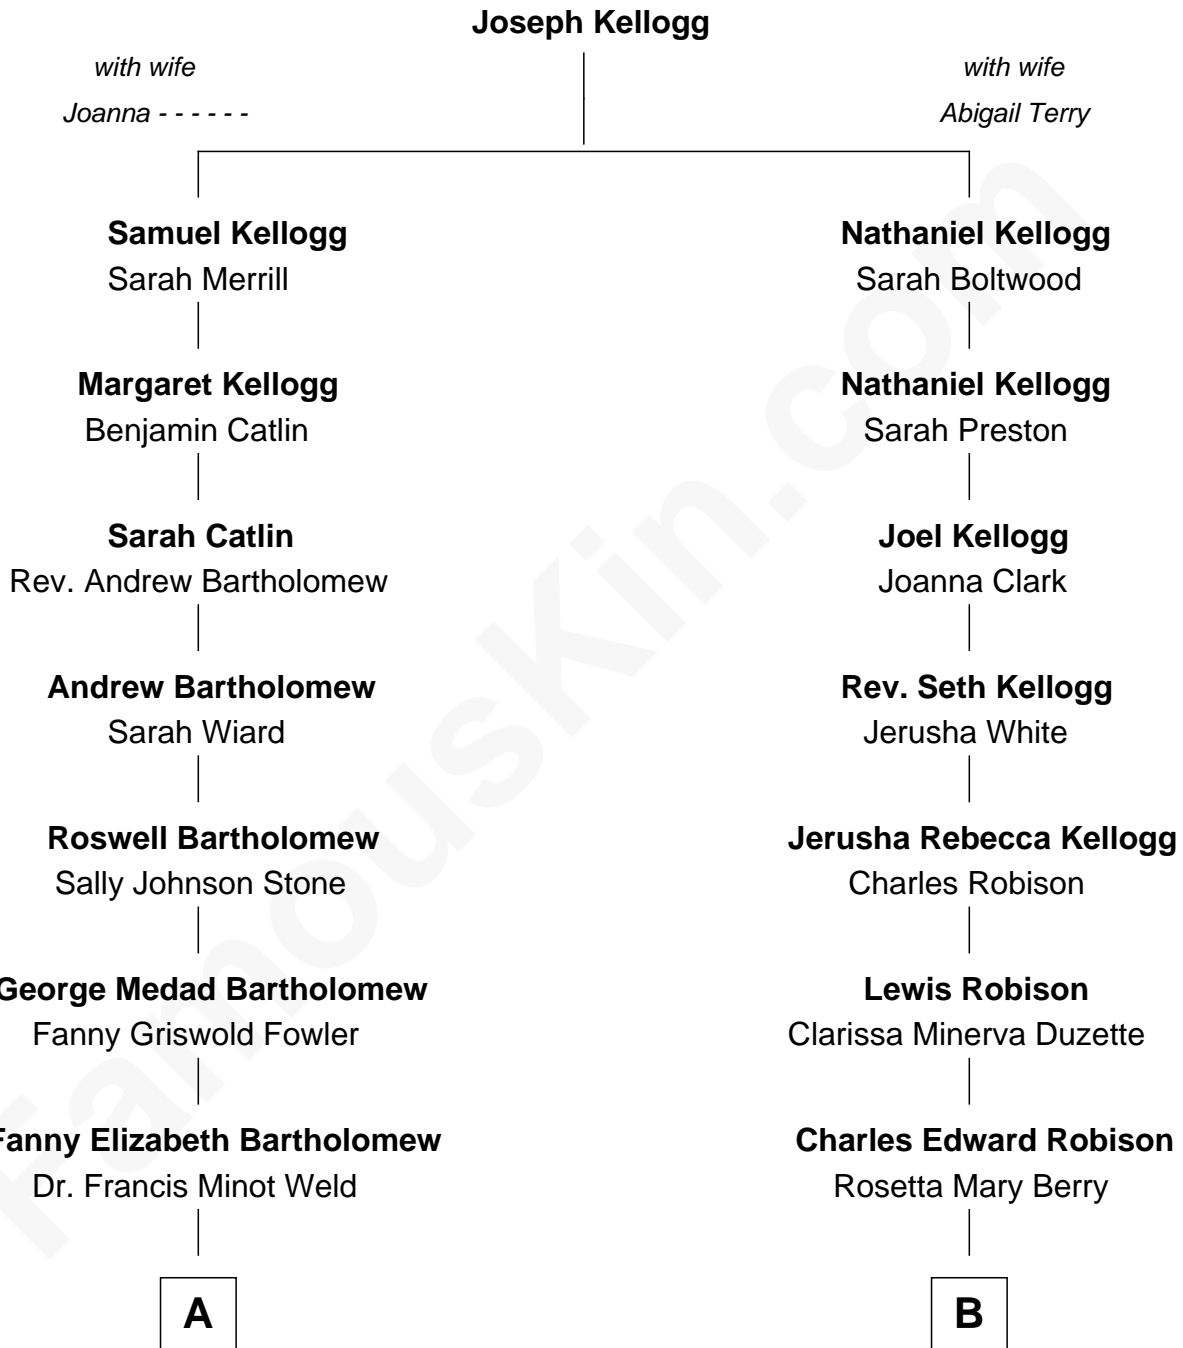 Joseph Kellogg
with wife
Joanna - - - - - -
with wife
Abigail Terry
Samuel Kellogg
Sarah Merrill
Nathaniel Kellogg
Sarah Boltwood
Margaret Kellogg
Benjamin Catlin
Nathaniel Kellogg
Sarah Preston
Sarah Catlin
Rev. Andrew Bartholomew
Joel Kellogg
Joanna Clark
Andrew Bartholomew
Sarah Wiard
Rev. Seth Kellogg
Jerusha White
Roswell Bartholomew
Sally Johnson Stone
Jerusha Rebecca Kellogg
Charles Robison
George Medad Bartholomew
Fanny Griswold Fowler
Lewis Robison
Clarissa Minerva Duzette
Fanny Elizabeth Bartholomew
Dr. Francis Minot Weld
Charles Edward Robison
Rosetta Mary Berry
A
B
FamousKin.com